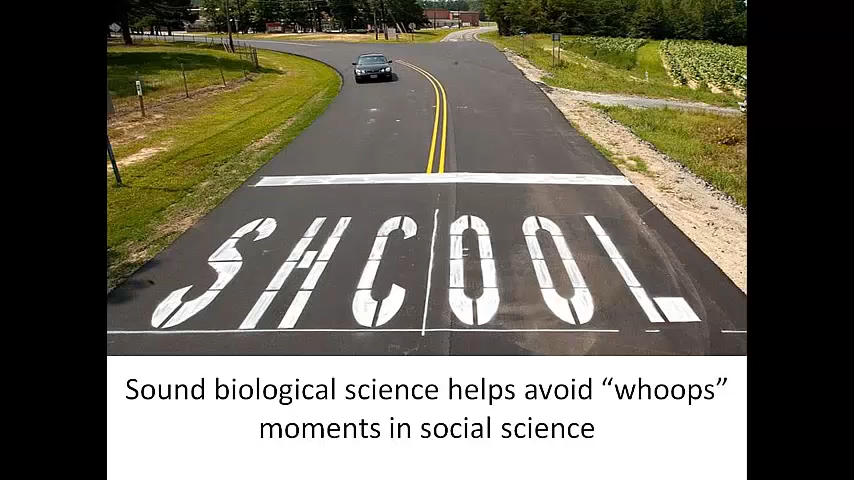 SHCOOL
Sound biological science helps avoid “whoops”
moments in social science